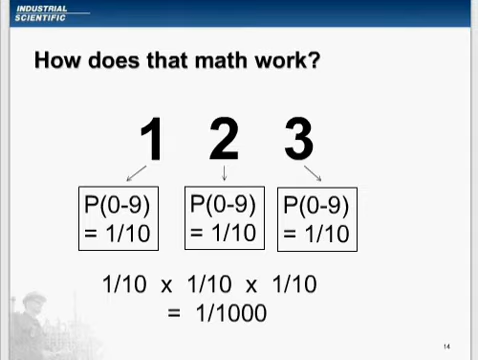 INDUSTRIAL
SCIENTIFIC
How does that math work?
1 2 3
P(0-9) P(0-9) P(0-9)
= 1/10 = 1/10 = 1/10
1/10 x 1/10 x 1/10
= 1/1000
14